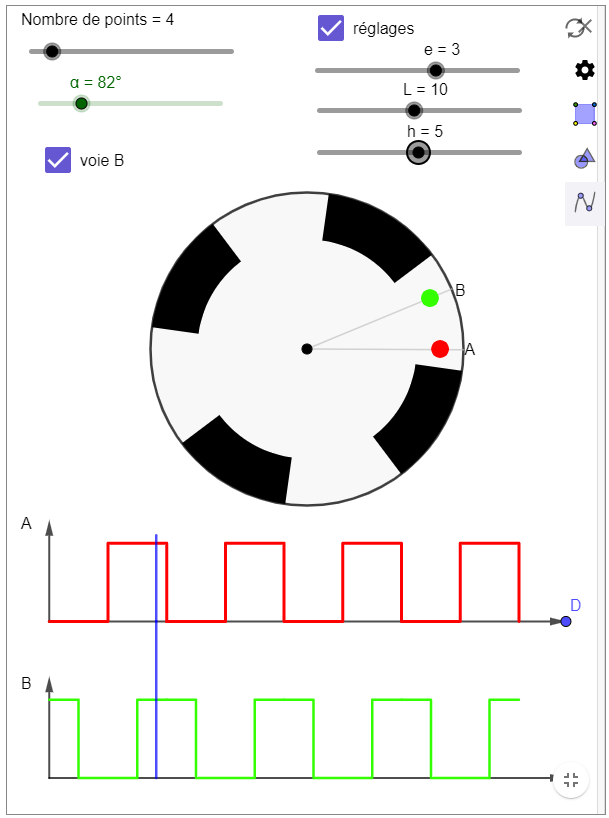 Nombre de points = 4
réglages
e = 3
α = 82°
L = 10
h = 5
voie B
B
A
A
D
B